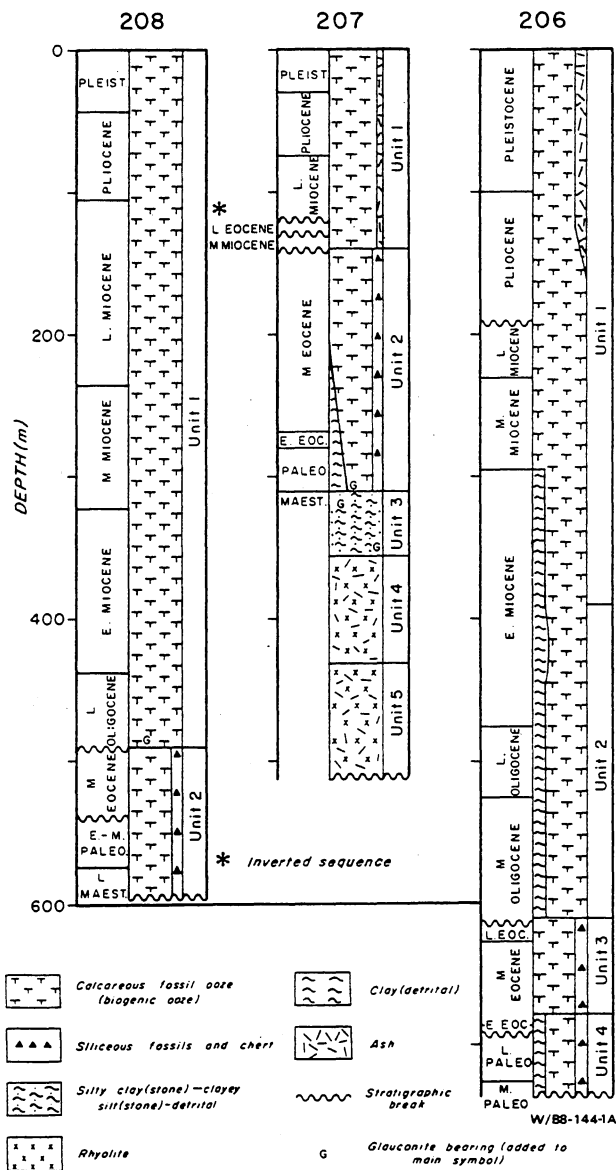 208
207
206
0
200
400
600
DEPTH(m)
PLEIST
PLIOCENE
L. MIOCENE
M MIOCENE
E. MIOCENE
L
OLIGOCENE
M
EOCENE
E.-M.
PALEO
L
MAEST.
G
Unit 1
Unit 2
*
L EOCENE
M MIOCENE
PLEIST
PLIOCENE
L.
MIOCENE
M EOCENE
E. EOC.
PALEO
MAEST.
G
G
G
Unit 1
Unit 2
Unit 3
Unit 4
Unit 5
PLEISTOCENE
PLIOCENE
L
MIOCEN
M.
MIOCENE
E. MIOCENE
L.
OLIGOCENE
M
OLIGOCENE
L.EOC.
M
EOCENE
E EOC
L.
PALEO
M.
PALEO
Unit 1
Unit 2
Unit 3
Unit 4
* Inverted sequence
Calcareous fossil ooze
(biogenic ooze)
Siliceous fossils and chert
Silty clay(stone)—clayey
silt(stone)-detrital
Rhyolite
Clay(detrital)
Ash
Stratigraphic
break
G Glauconite bearing (added to
main symbol)
W/B8-144-1A